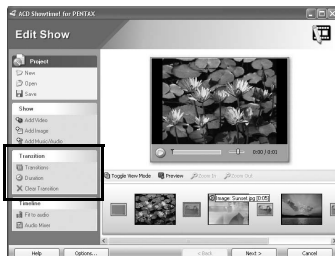 ACD Showtime! for PENTAX
Edit Show
Project
New
Open
Save
Show
Add Video
Add Image
Add Music/Audio
Transition
Transitions
Duration
Clear Transition
Timeline
Fit to audio
Audio Mixer
0:00 / 0:01
Toggle View Mode Preview Zoom In Zoom Out
Image: Sunset.jpg [0:05]
Help Options... < Back Next > Cancel